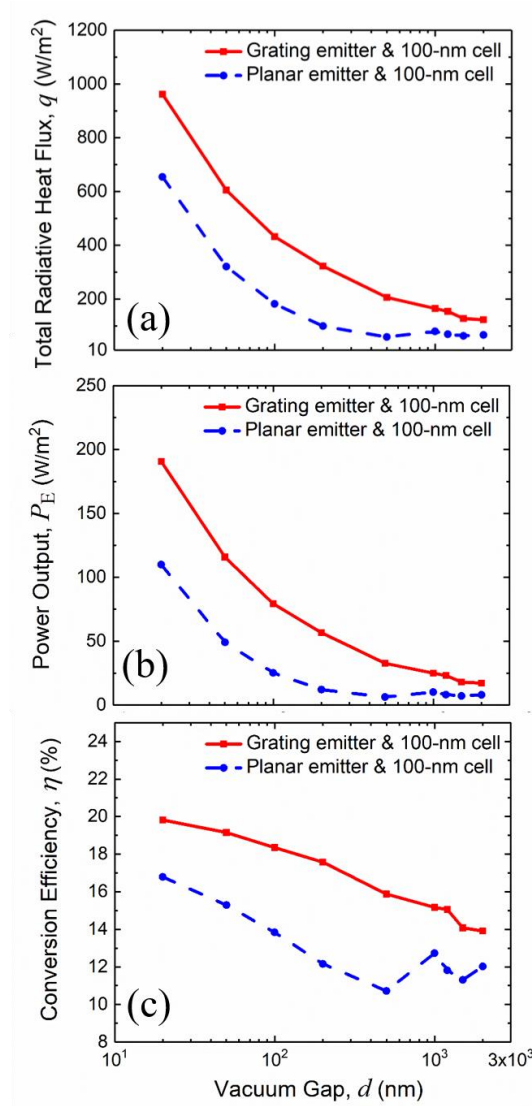 1200
1000
800
600
400
200
10
Total Radiative Heat Flux, q (W/m²)
Grating emitter & 100-nm cell
Planar emitter & 100-nm cell
(a)
250
200
150
100
50
0
Power Output, P_E (W/m²)
Grating emitter & 100-nm cell
Planar emitter & 100-nm cell
(b)
24
22
20
18
16
14
12
10
8
Conversion Efficiency, η (%)
Grating emitter & 100-nm cell
Planar emitter & 100-nm cell
(c)
10¹ 10² 10³ 3x10³
Vacuum Gap, d (nm)